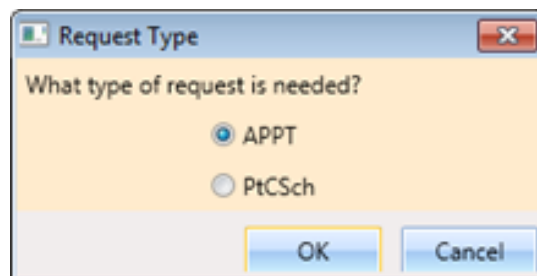 Request Type
What type of request is needed?
APPT
PtCSch
OK Cancel